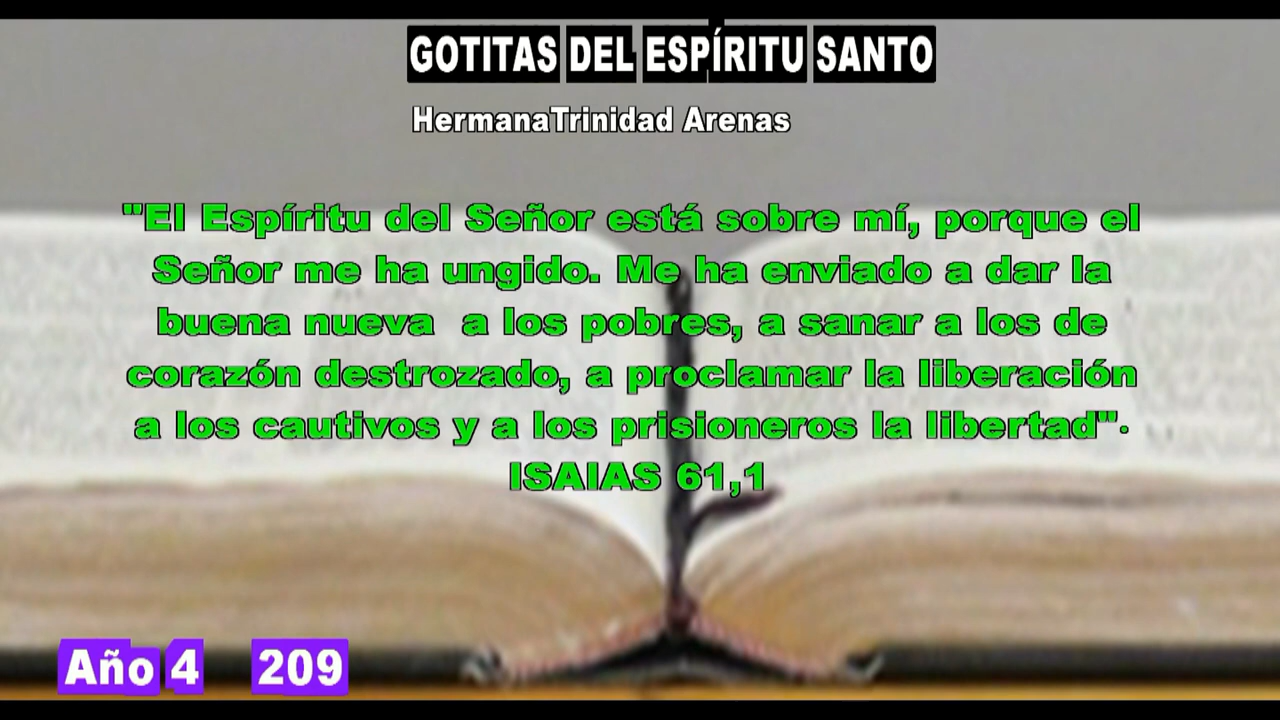 GOTITAS DEL ESPÍRITU SANTO
HermanaTrinidad Arenas
"El Espíritu del Señor está sobre mí, porque el
Señor me ha ungido. Me ha enviado a dar la
buena nueva  a los pobres, a sanar a los de
corazón destrozado, a proclamar la liberación
a los cautivos y a los prisioneros la libertad".
ISAIAS 61,1
Año 4 209